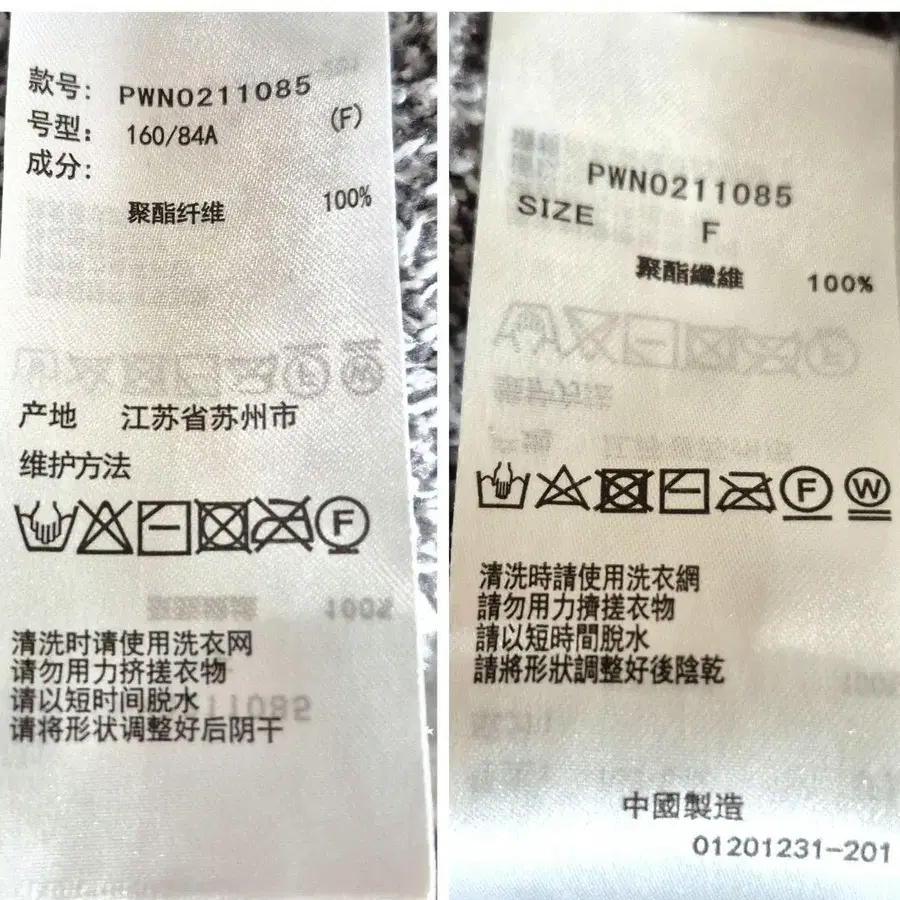 款号: PWNO211085
号型: 160/84A (F)
成分:
聚酯纤维 100%
产地 江苏省苏州市
维护方法
F
清洗时请使用洗衣网
请勿用力挤搓衣物
请以短时间脱水
请将形状调整好后阴干
PWNO211085
SIZE F
聚酯纖維 100%
F W
清洗時請使用洗衣網
請勿用力擠搓衣物
請以短時間脫水
請將形狀調整好後陰乾
中國製造
01201231-201